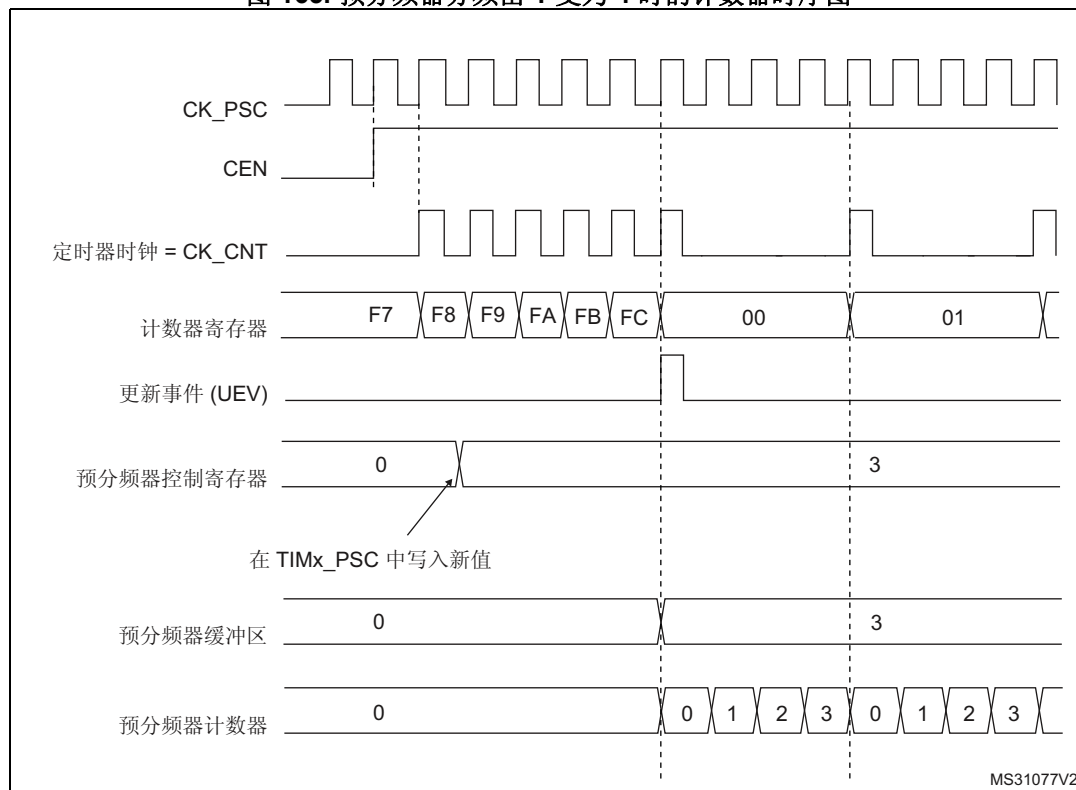 CK_PSC
CEN
定时器时钟 = CK_CNT
计数器寄存器
F7 F8 F9 FA FB FC 00 01
更新事件 (UEV)
预分频器控制寄存器
0 3
在 TIMx_PSC 中写入新值
预分频器缓冲区
0 3
预分频器计数器
0 0 1 2 3 0 1 2 3
MS31077V2